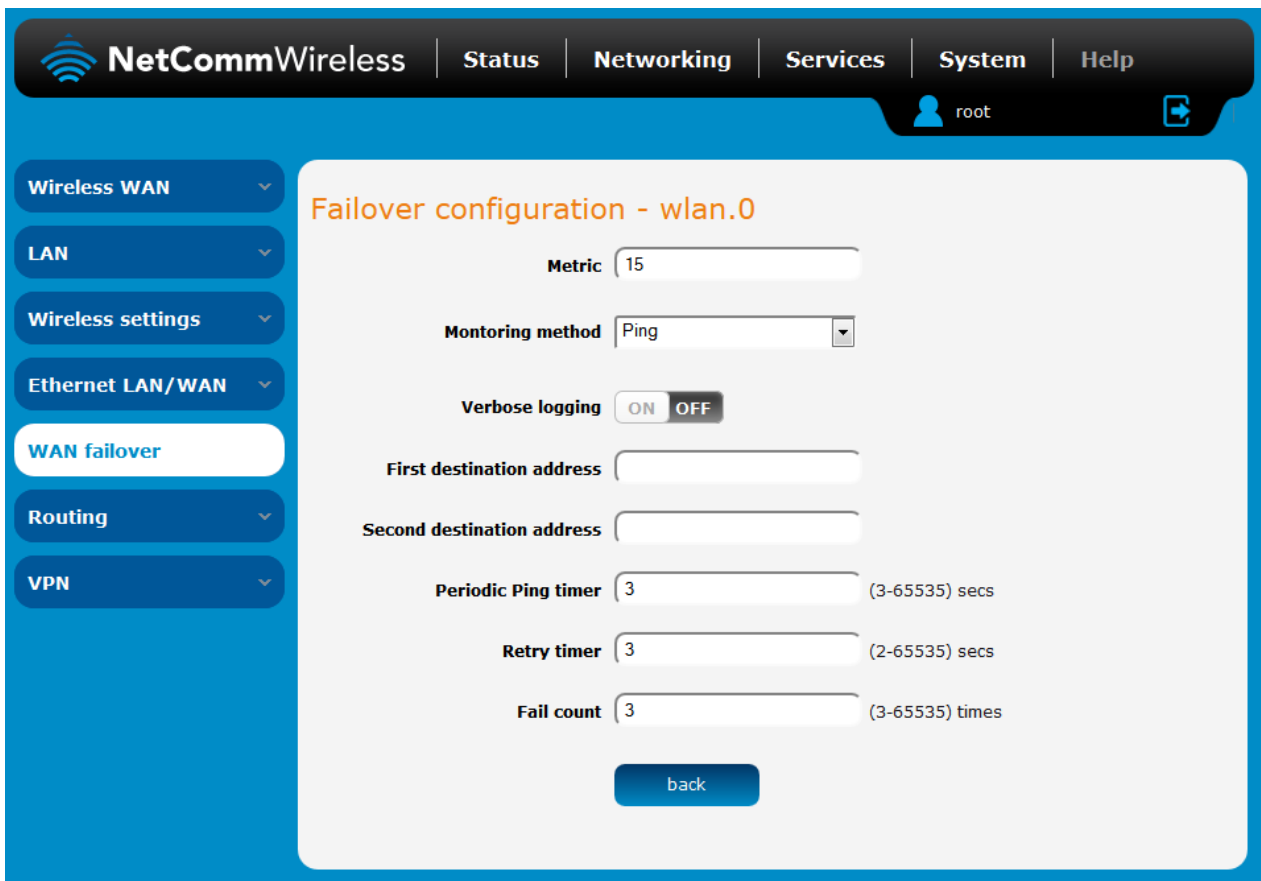 NetCommWireless Status Networking Services System Help
root
Wireless WAN
LAN
Wireless settings
Ethernet LAN/WAN
WAN failover
Routing
VPN
Failover configuration - wlan.0
Metric 15
Montoring method Ping
Verbose logging ON OFF
First destination address
Second destination address
Periodic Ping timer 3 (3-65535) secs
Retry timer 3 (2-65535) secs
Fail count 3 (3-65535) times
back